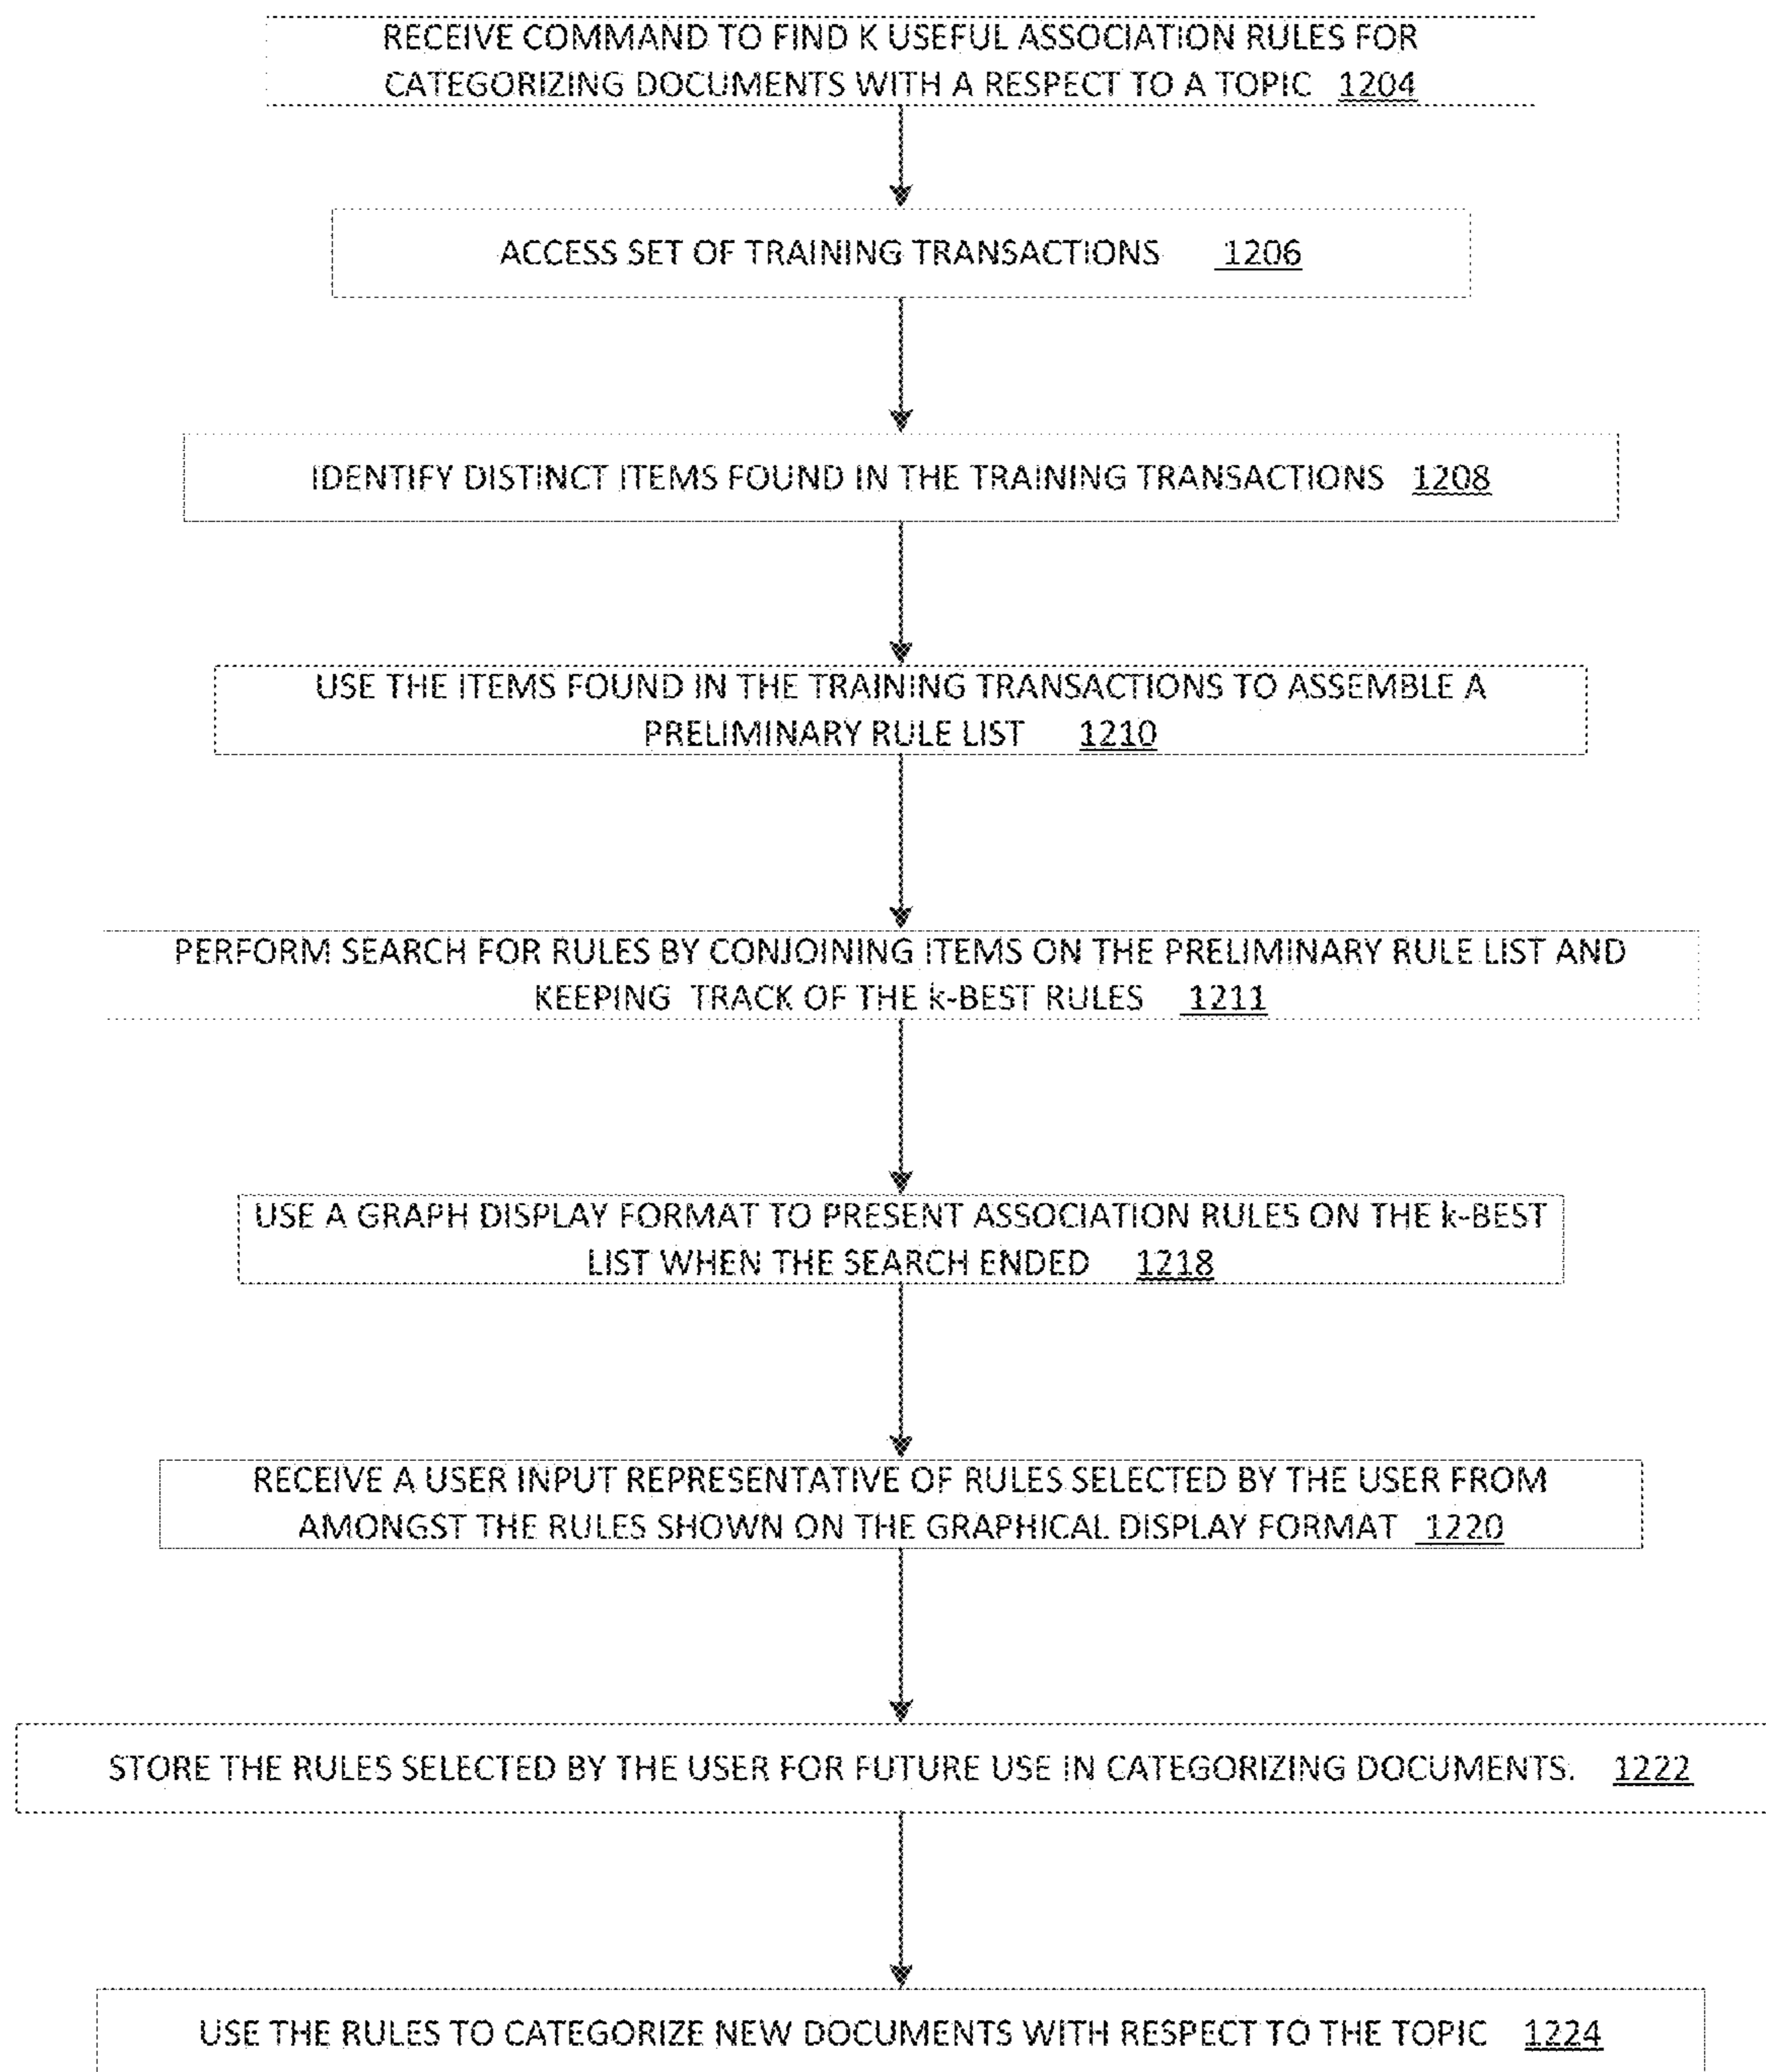 RECEIVE COMMAND TO FIND K USEFUL ASSOCIATION RULES FOR
CATEGORIZING DOCUMENTS WITH A RESPECT TO A TOPIC 1204
ACCESS SET OF TRAINING TRANSACTIONS 1206
IDENTIFY DISTINCT ITEMS FOUND IN THE TRAINING TRANSACTIONS 1208
USE THE ITEMS FOUND IN THE TRAINING TRANSACTIONS TO ASSEMBLE A
PRELIMINARY RULE LIST 1210
PERFORM SEARCH FOR RULES BY CONJOINING ITEMS ON THE PRELIMINARY RULE LIST AND
KEEPING TRACK OF THE k-BEST RULES 1211
USE A GRAPH DISPLAY FORMAT TO PRESENT ASSOCIATION RULES ON THE k-BEST
LIST WHEN THE SEARCH ENDED 1218
RECEIVE A USER INPUT REPRESENTATIVE OF RULES SELECTED BY THE USER FROM
AMONGST THE RULES SHOWN ON THE GRAPHICAL DISPLAY FORMAT 1220
STORE THE RULES SELECTED BY THE USER FOR FUTURE USE IN CATEGORIZING DOCUMENTS. 1222
USE THE RULES TO CATEGORIZE NEW DOCUMENTS WITH RESPECT TO THE TOPIC 1224